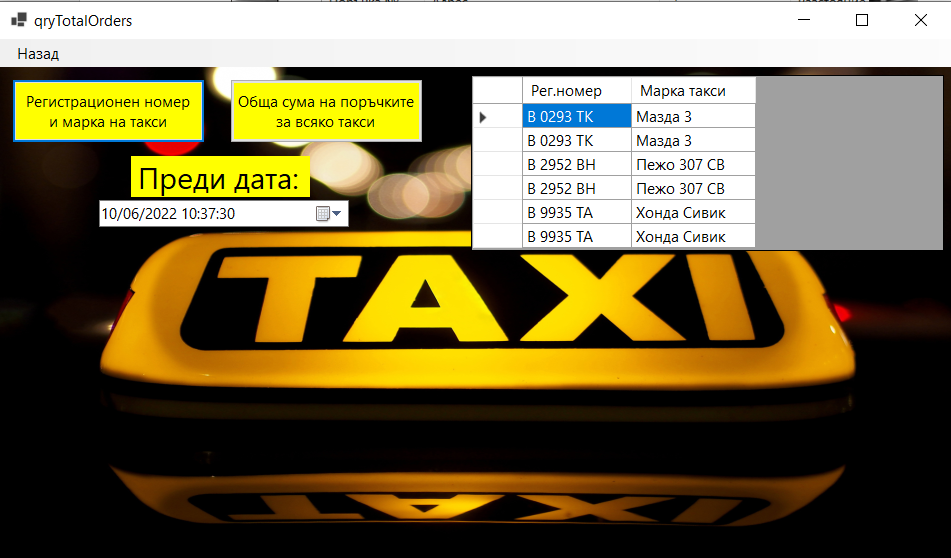 qryTotalOrders
Назад
Регистрационен номер
и марка на такси
Обща сума на поръчките
за всяко такси
Преди дата:
10/06/2022 10:37:30
Рег.номер Марка такси
В 0293 ТК Мазда 3
В 0293 ТК Мазда 3
В 2952 ВН Пежо 307 СВ
В 2952 ВН Пежо 307 СВ
В 9935 ТА Хонда Сивик
В 9935 ТА Хонда Сивик
TAXI